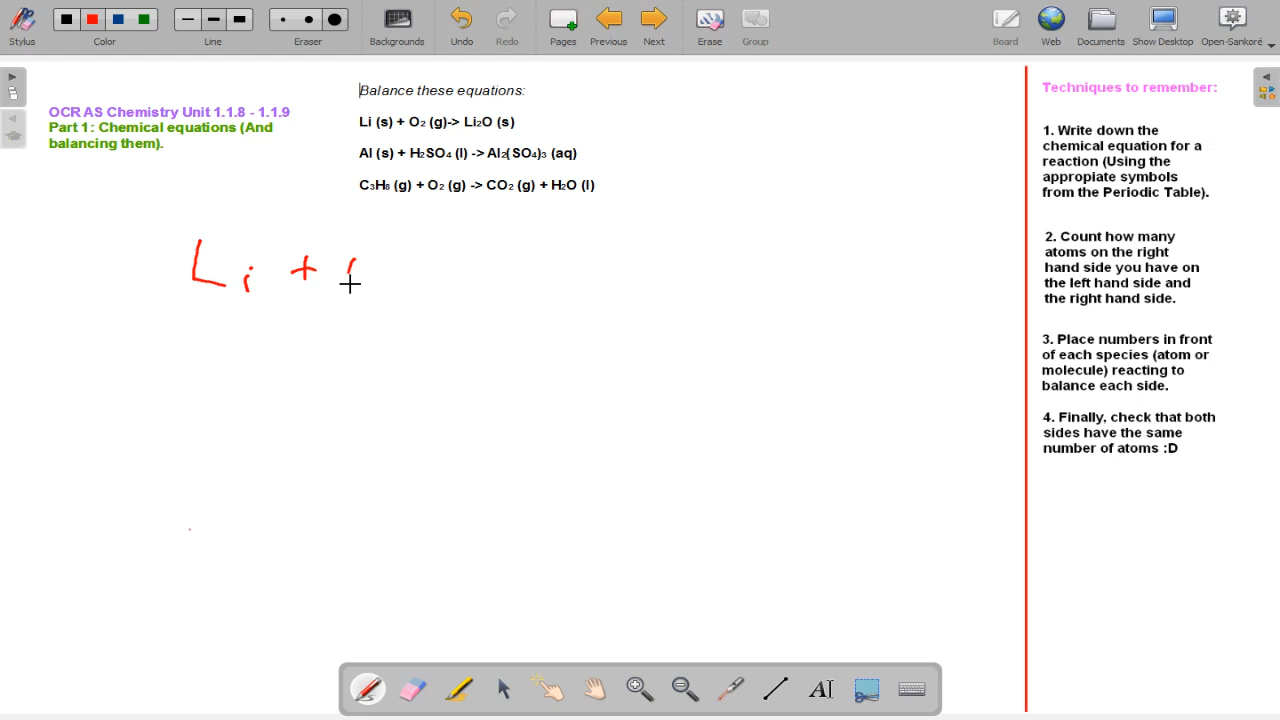 Stylus Color Line Eraser Backgrounds Undo Redo Pages Previous Next Erase Group Board Web Documents Show Desktop Open-Sankoré
OCR AS Chemistry Unit 1.1.8 - 1.1.9
Part 1: Chemical equations (And
balancing them).
Balance these equations:
Li (s) + O₂ (g)-> Li₂O (s)
Al (s) + H₂SO₄ (l) -> Al₂(SO₄)₃ (aq)
C₃H₈ (g) + O₂ (g) -> CO₂ (g) + H₂O (l)
Li +
Techniques to remember:
1. Write down the
chemical equation for a
reaction (Using the
appropiate symbols
from the Periodic Table).
2. Count how many
atoms on the right
hand side you have on
the left hand side and
the right hand side.
3. Place numbers in front
of each species (atom or
molecule) reacting to
balance each side.
4. Finally, check that both
sides have the same
number of atoms :D
AI